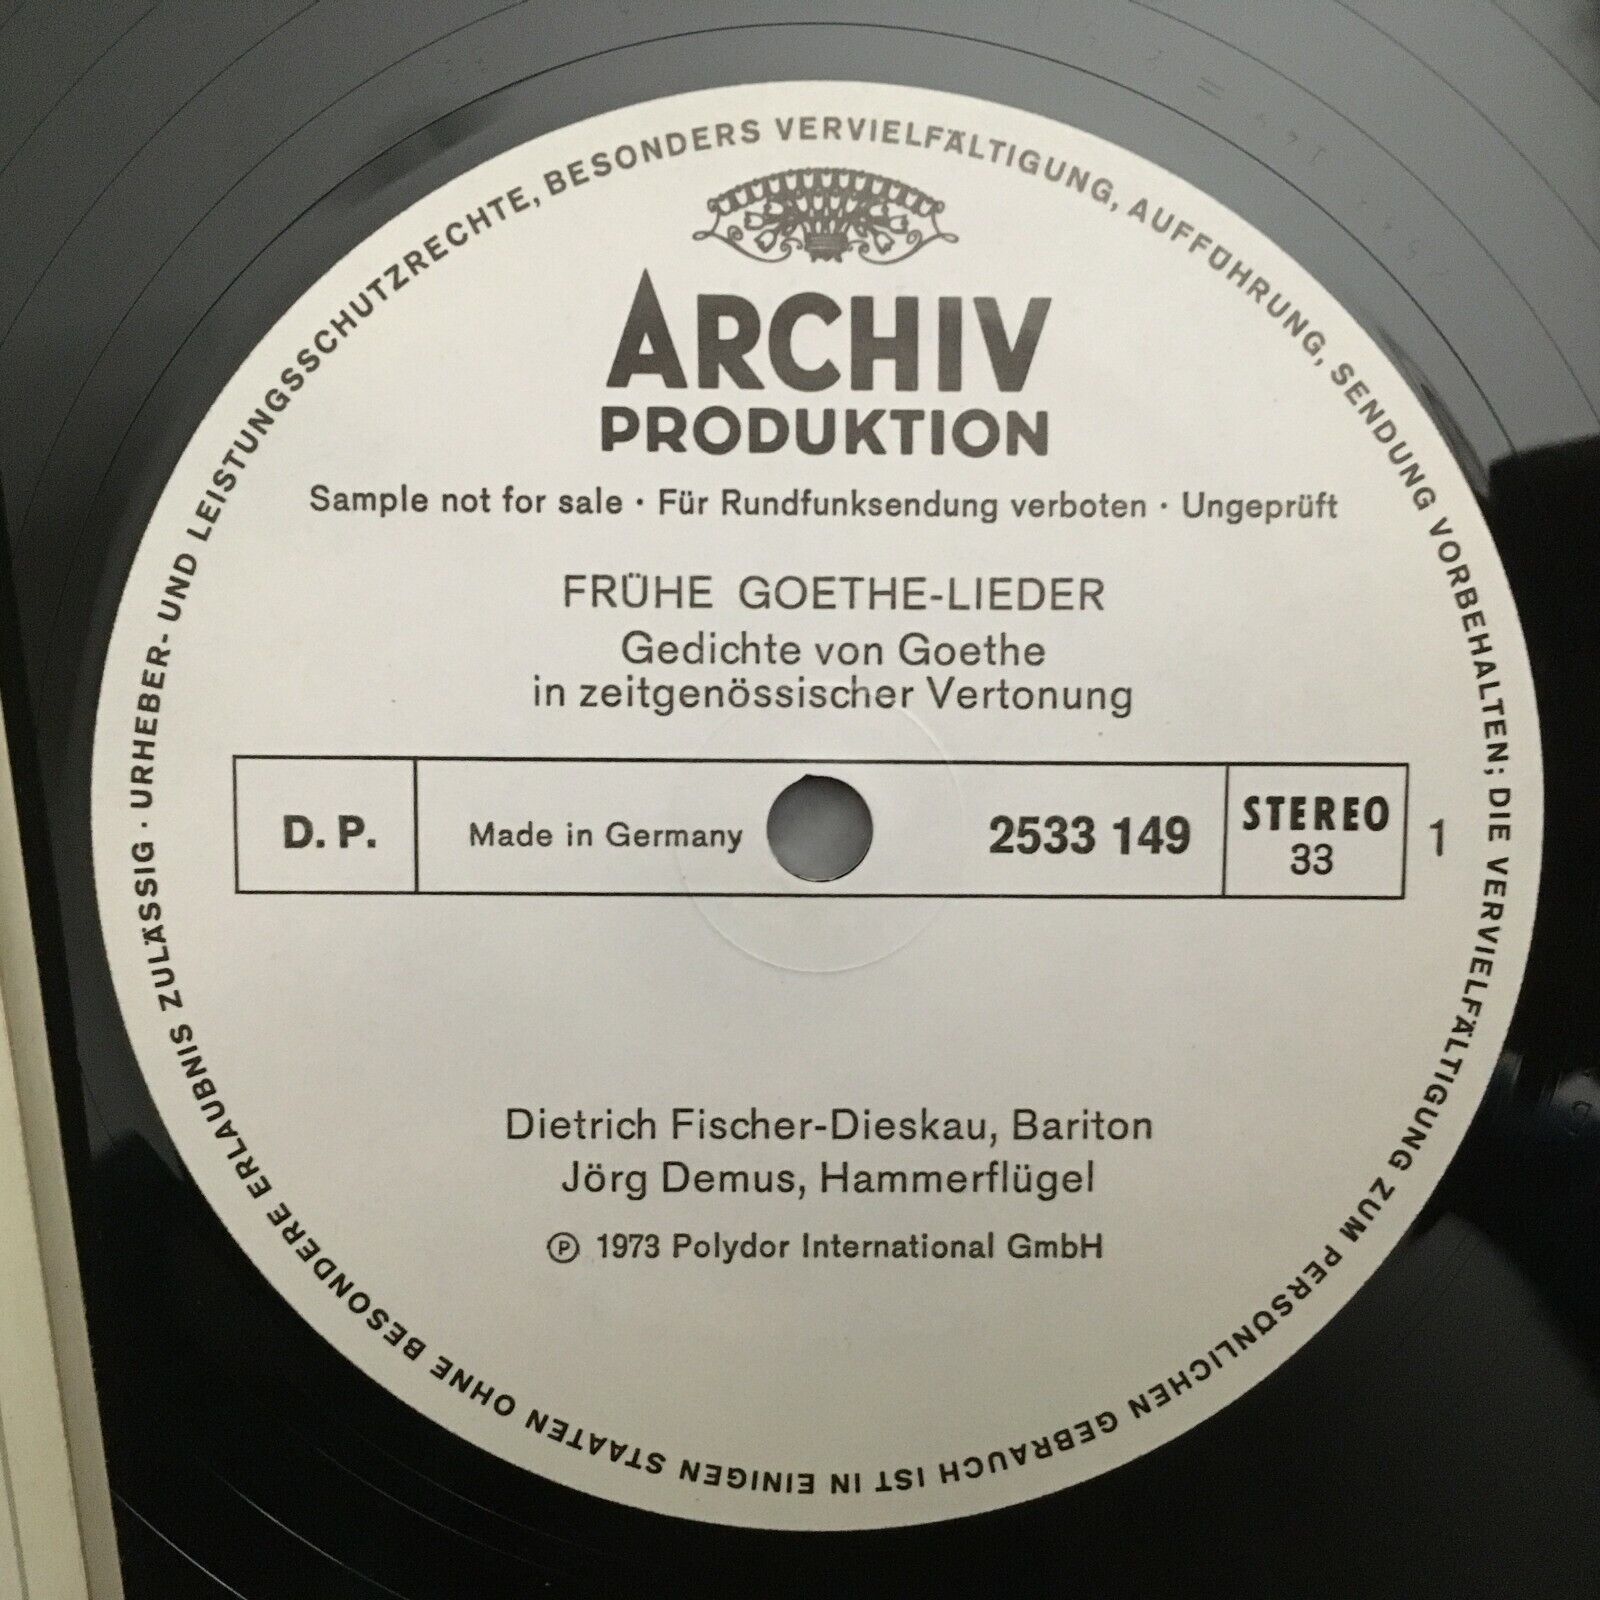 URHEBER- UND LEISTUNGSSCHUTZRECHTE, BESONDERS VERVIELFÄLTIGUNG, AUFFÜHRUNG, SENDUNG VORBEHALTEN; DIE VERVIELFÄLTIGUNG ZUM PERSÖNLICHEN GEBRAUCH IST IN EINIGEN STAATEN OHNE BESONDERE ERLAUBNIS ZULÄSSIG ·
ARCHIV
PRODUKTION
Sample not for sale · Für Rundfunksendung verboten · Ungeprüft
FRÜHE GOETHE-LIEDER
Gedichte von Goethe
in zeitgenössischer Vertonung
D. P. Made in Germany 2533 149 STEREO 1
33
Dietrich Fischer-Dieskau, Bariton
Jörg Demus, Hammerflügel
Ⓟ 1973 Polydor International GmbH